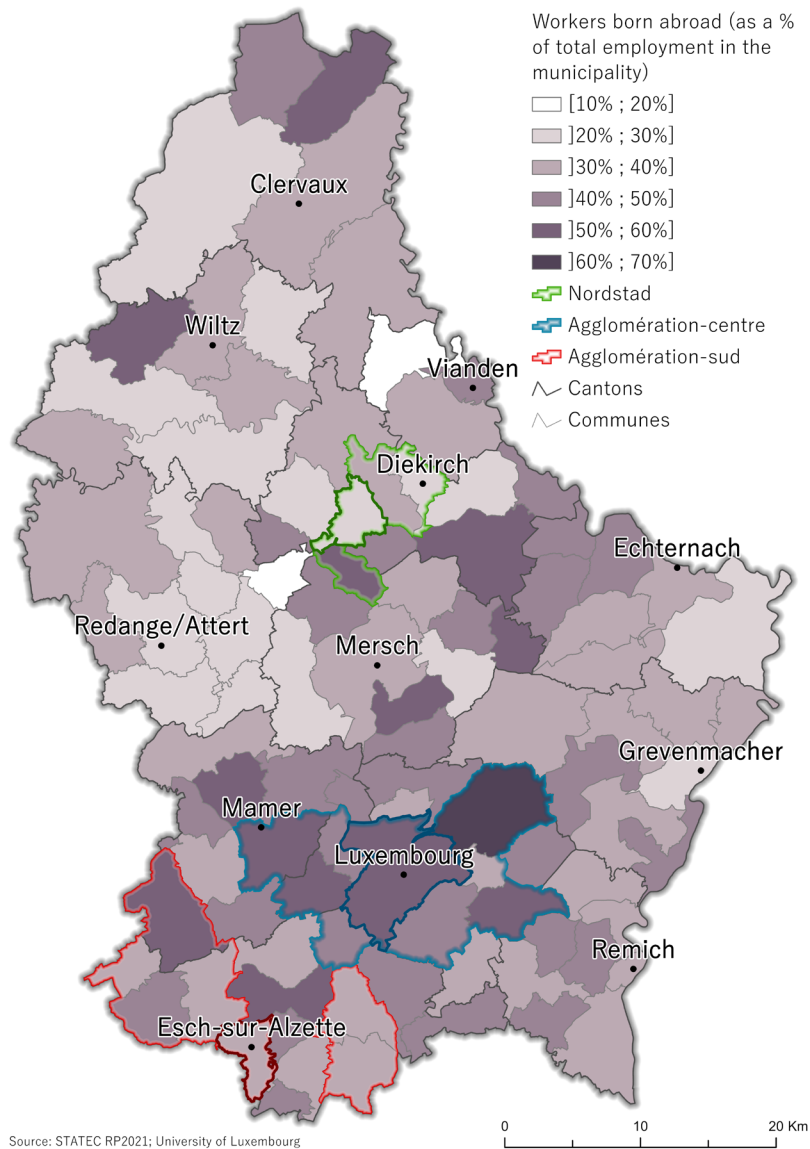 Workers born abroad (as a %
of total employment in the
municipality)
[10% ; 20%]
]20% ; 30%]
]30% ; 40%]
]40% ; 50%]
]50% ; 60%]
]60% ; 70%]
Nordstad
Agglomération-centre
Agglomération-sud
Cantons
Communes
Clervaux
Wiltz
Vianden
Diekirch
Echternach
Redange/Attert
Mersch
Grevenmacher
Mamer
Luxembourg
Remich
Esch-sur-Alzette
0 10 20 Km
Source: STATEC RP2021; University of Luxembourg